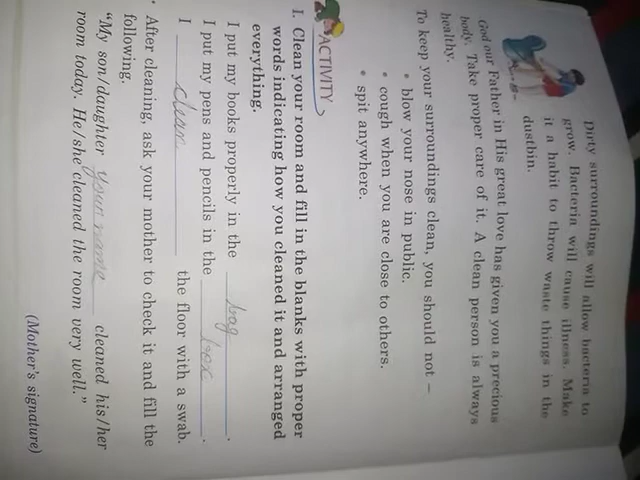 Dirty surroundings will allow bacteria to
grow. Bacteria will cause illness. Make
it a habit to throw waste things in the
dustbin.
God our Father in His great love has given you a precious
body. Take proper care of it. A clean person is always
healthy.
To keep your surroundings clean, you should not –
• blow your nose in public.
• cough when you are close to others.
• spit anywhere.
ACTIVITY
1. Clean your room and fill in the blanks with proper
words indicating how you cleaned it and arranged
everything.
I put my books properly in the bag.
I put my pens and pencils in the box.
I clean the floor with a swab.
• After cleaning, ask your mother to check it and fill the
following.
"My son/daughter your name cleaned his/her
room today. He/she cleaned the room very well."
(Mother's signature)